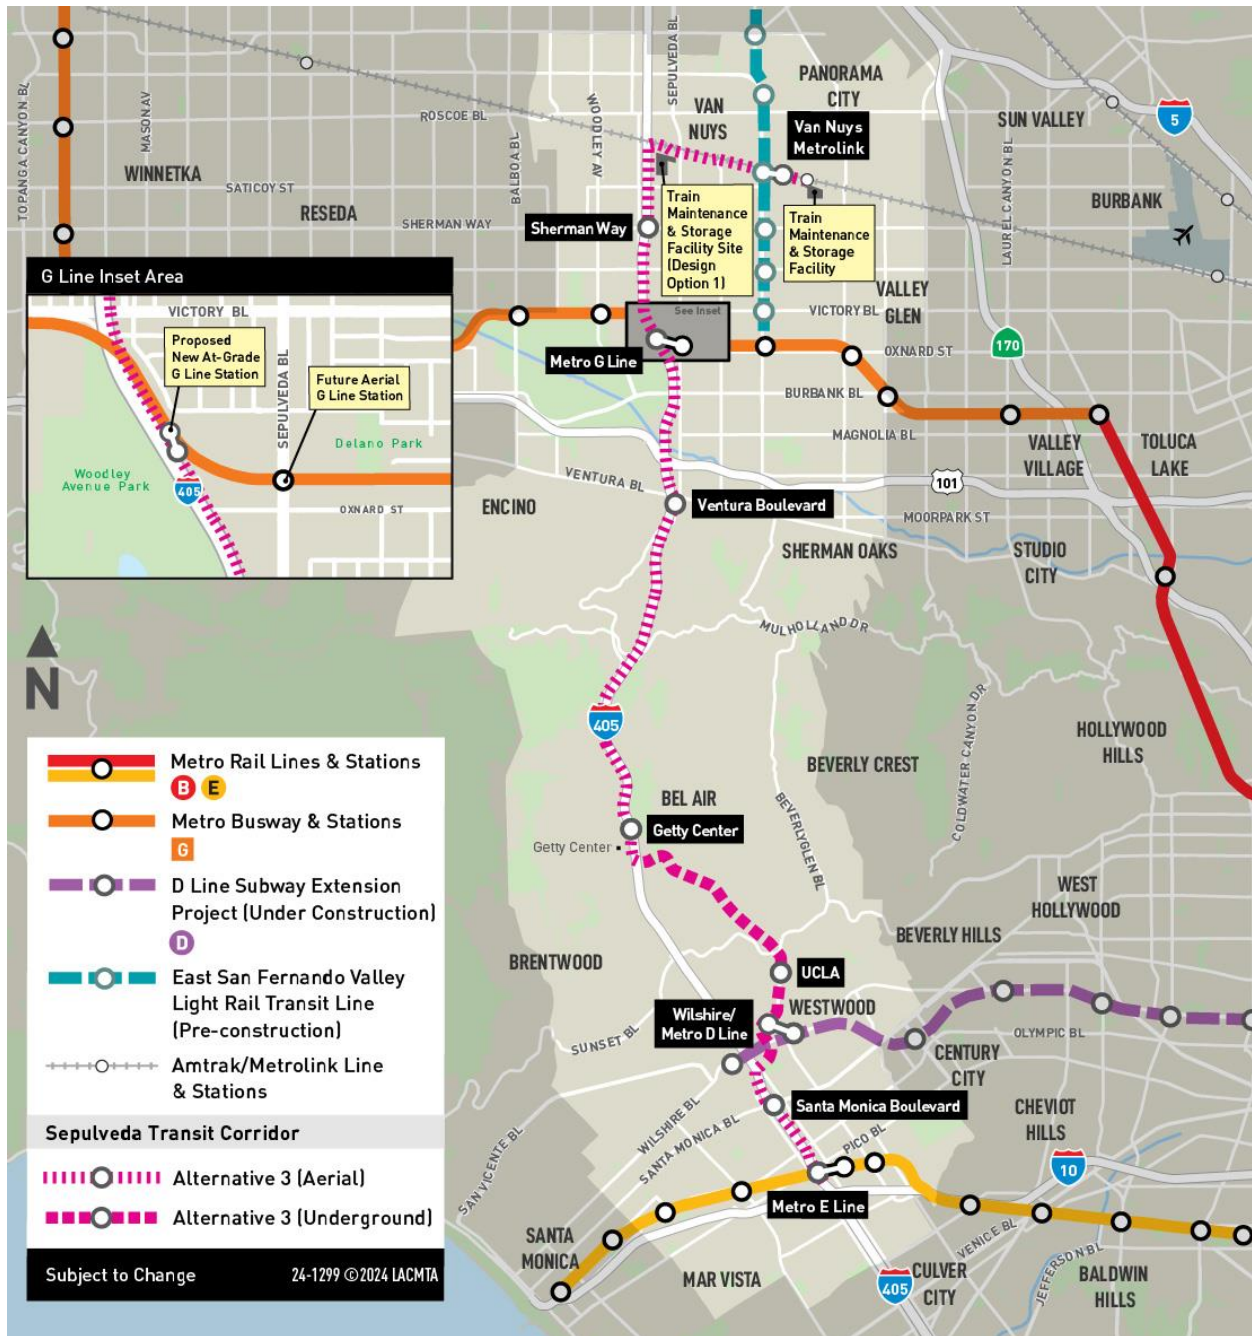 TOPANGA CANYON BL
MASON AV
WINNETKA
ROSCOE BL
SATICOY ST
RESEDA
SHERMAN WAY
BALBOA BL
WOODLEY AV
SEPULVEDA BL
VAN
NUYS
PANORAMA
CITY
Van Nuys
Metrolink
SUN VALLEY
5
LAUREL CANYON BL
BURBANK
Sherman Way
Train
Maintenance
& Storage
Facility Site
(Design
Option 1)
Train
Maintenance
& Storage
Facility
VALLEY
GLEN
See Inset
VICTORY BL
OXNARD ST
170
Metro G Line
BURBANK BL
MAGNOLIA BL
VALLEY
VILLAGE
TOLUCA
LAKE
G Line Inset Area
VICTORY BL
Proposed
New At-Grade
G Line Station
SEPULVEDA BL
Future Aerial
G Line Station
Delano Park
Woodley
Avenue Park
405
OXNARD ST
VENTURA BL
ENCINO
Ventura Boulevard
101
MOORPARK ST
SHERMAN OAKS
STUDIO
CITY
MULHOLLAND DR
N
405
COLDWATER CANYON DR
HOLLYWOOD
HILLS
BEVERLY CREST
BEL AIR
BEVERLYGLEN BL
Getty Center
Getty Center
WEST
HOLLYWOOD
BEVERLY HILLS
BRENTWOOD
UCLA
WESTWOOD
Wilshire/
Metro D Line
SUNSET BL
OLYMPIC BL
CENTURY
CITY
Santa Monica Boulevard
CHEVIOT
HILLS
WILSHIRE BL
SANTA MONICA BL
PICO BL
SAN VICENTE BL
10
Metro E Line
SANTA
MONICA
MAR VISTA
VENICE BL
JEFFERSON BL
405
CULVER
CITY
BALDWIN
HILLS
Metro Rail Lines & Stations
B E
Metro Busway & Stations
G
D Line Subway Extension
Project (Under Construction)
D
East San Fernando Valley
Light Rail Transit Line
(Pre-construction)
Amtrak/Metrolink Line
& Stations
Sepulveda Transit Corridor
Alternative 3 (Aerial)
Alternative 3 (Underground)
Subject to Change 24-1299 ©2024 LACMTA